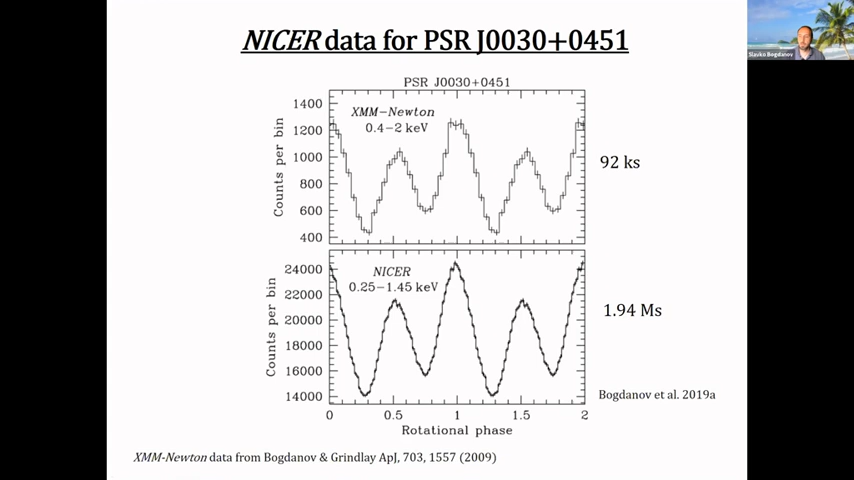 NICER data for PSR J0030+0451
Slavko Bogdanov
PSR J0030+0451
XMM-Newton
0.4-2 keV
Counts per bin
1400
1200
1000
800
600
400
92 ks
NICER
0.25-1.45 keV
Counts per bin
24000
22000
20000
18000
16000
14000
1.94 Ms
Bogdanov et al. 2019a
0 0.5 1 1.5 2
Rotational phase
XMM-Newton data from Bogdanov & Grindlay ApJ, 703, 1557 (2009)